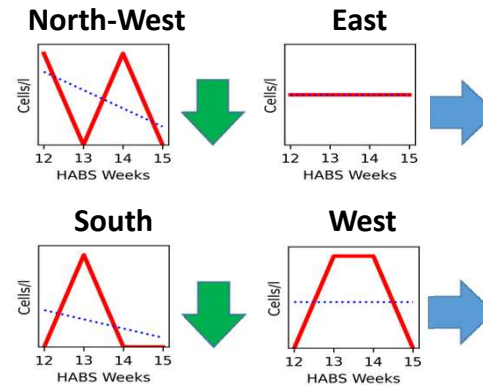 North-West
Cells/l
12 13 14 15
HABS Weeks
East
Cells/l
12 13 14 15
HABS Weeks
South
Cells/l
12 13 14 15
HABS Weeks
West
Cells/l
12 13 14 15
HABS Weeks